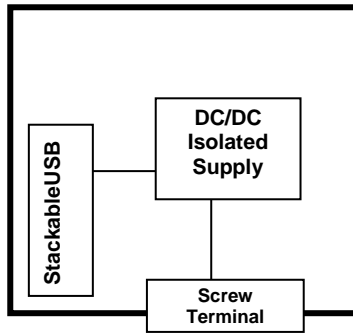 DC/DC
Isolated
Supply
StackableUSB
Screw
Terminal